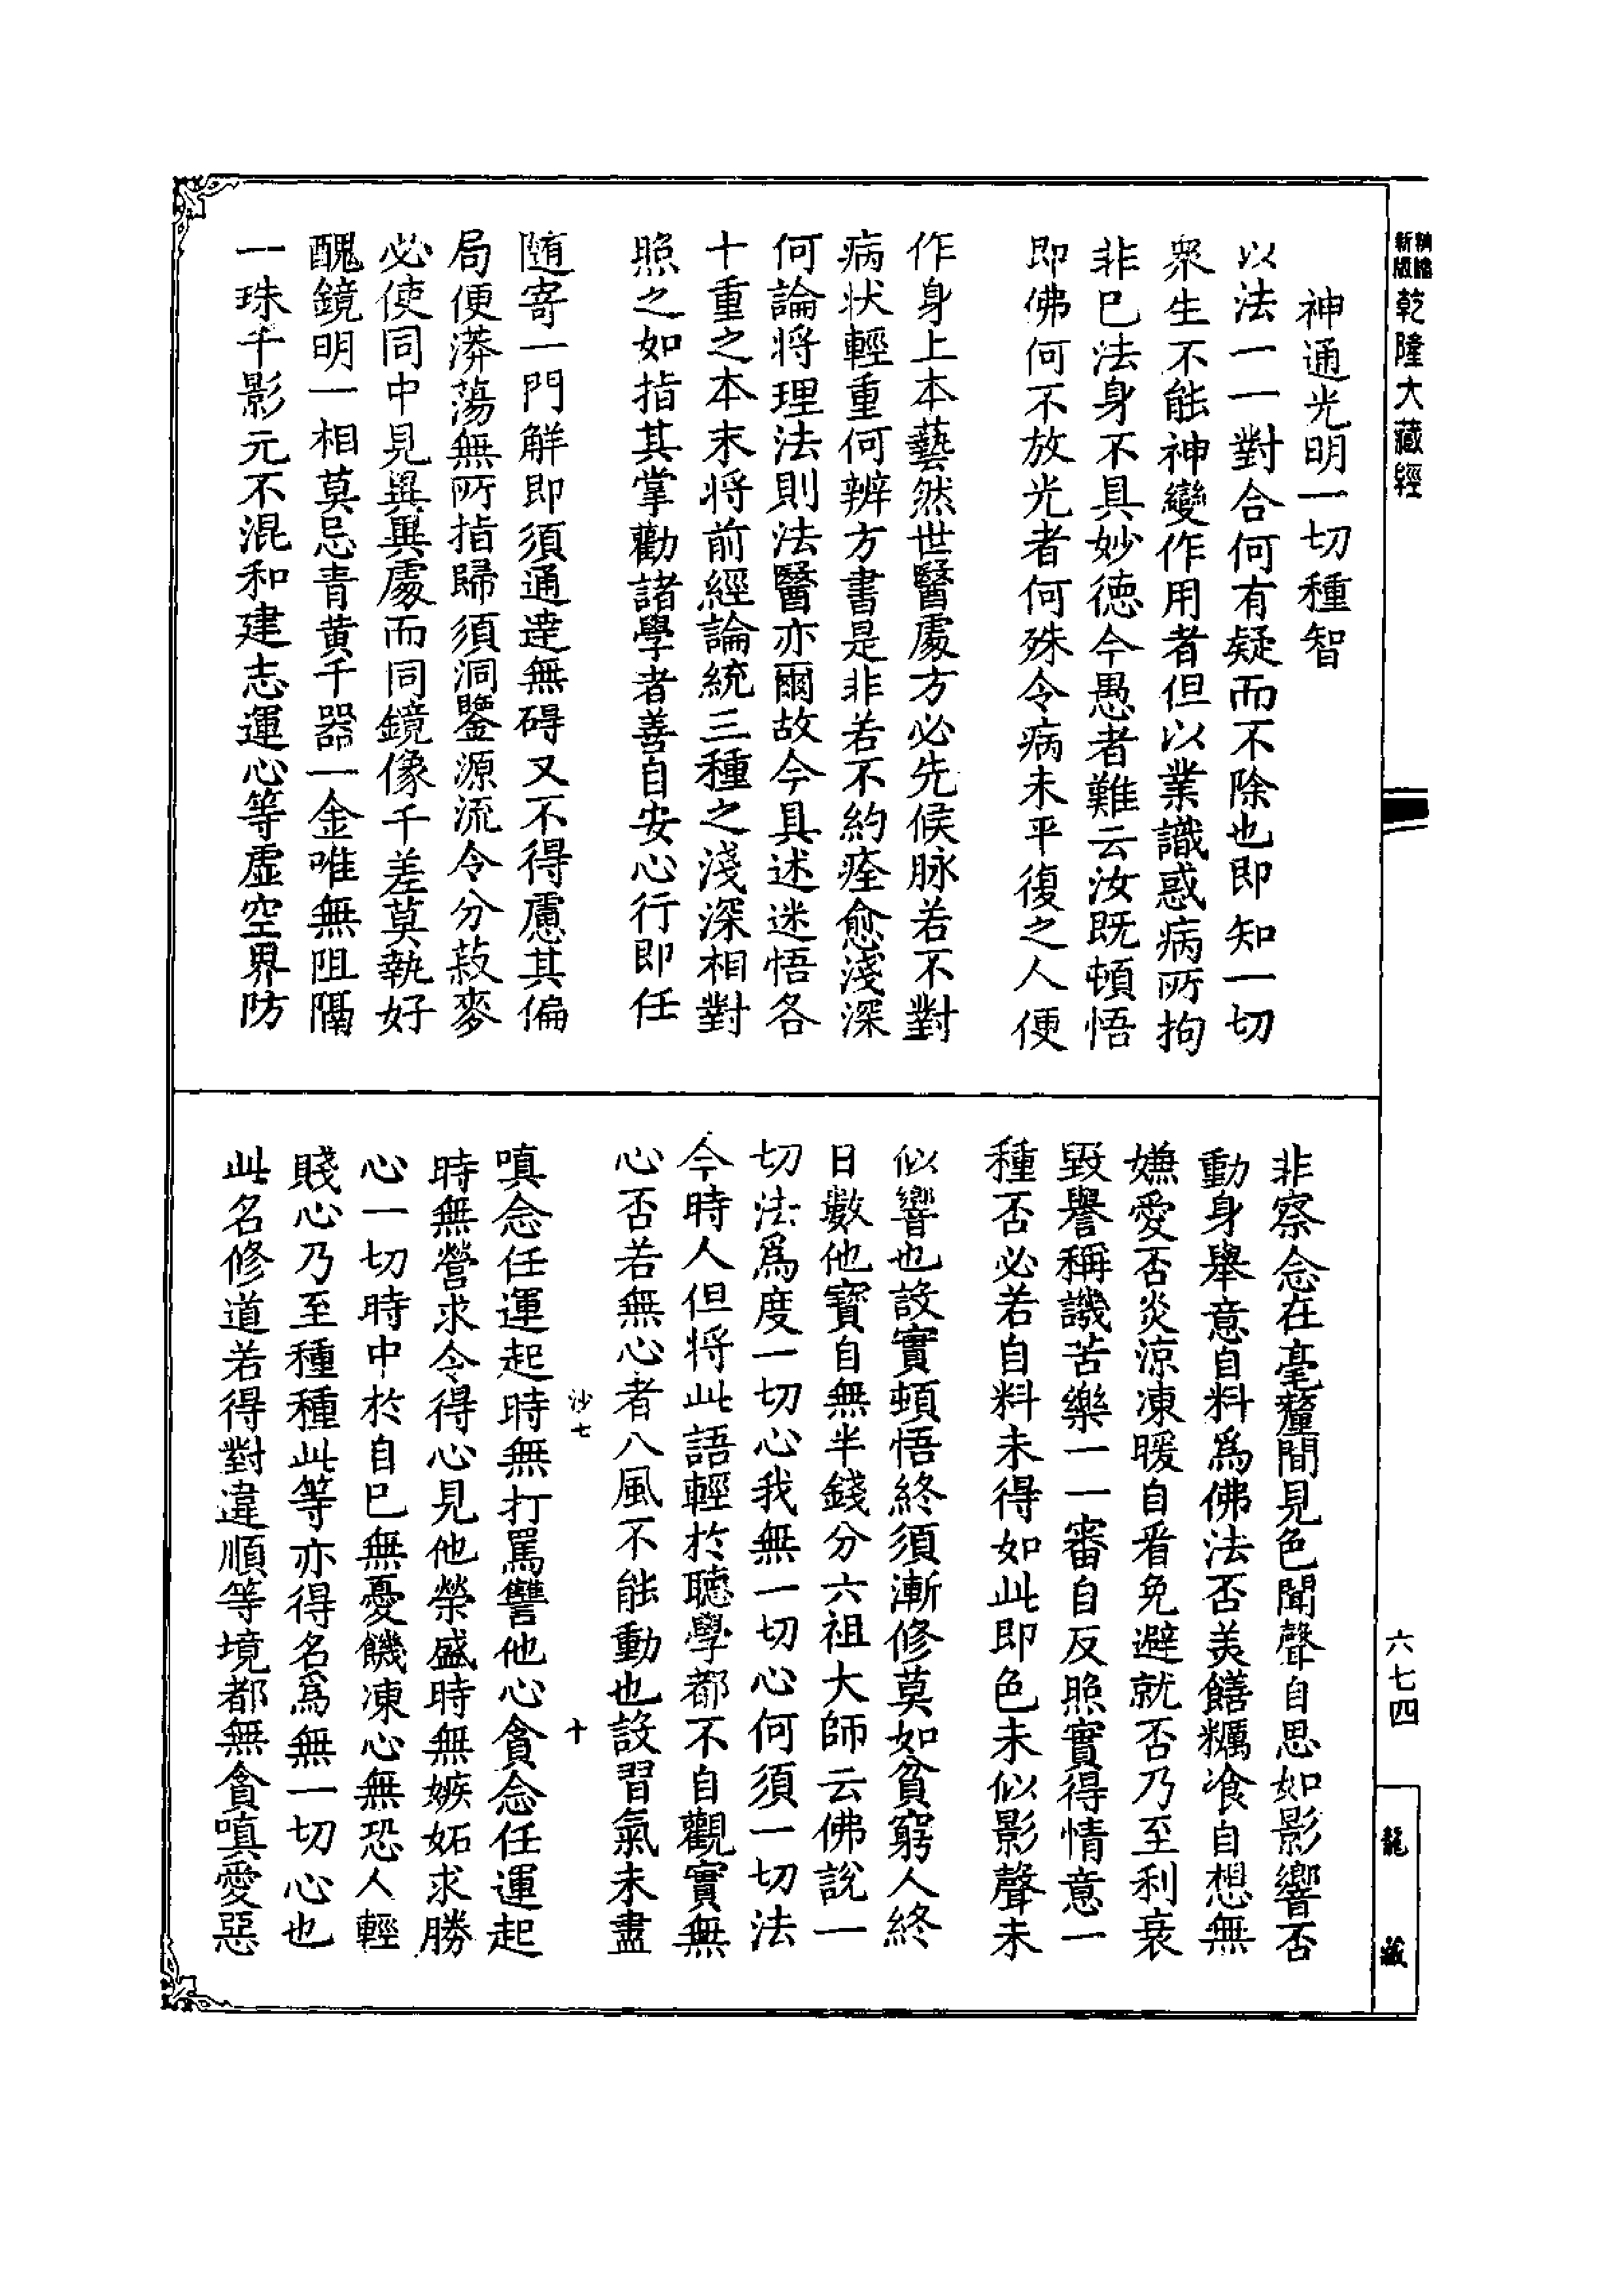 新版精縮乾隆大藏經
神通光明一切種智
以法一一對合何有疑而不除也即知一切
衆生不能神變作用者但以業識惑病所拘
非巳法身不具妙徳今愚者難云汝既頓悟
即佛何不放光者何殊令病未平復之人便
作身上本藝然世醫處方必先候脉若不對
病状輕重何辨方書是非若不約痊愈淺深
何論將理法則法醫亦爾故今具述迷悟各
十重之本末將前經論統三種之淺深相對
照之如指其掌勸諸學者善自安心行即任
隨寄一門解即須通達無碍又不得慮其偏
局便漭蕩無所指歸須洞鑒源流令分菽麥
必使同中見異異處而同鏡像千差莫執好
醜鏡明一相莫忌青黄千器一金唯無阻隔
一珠千影元不混和建志運心等虚空界防
非察念在毫釐間見色聞聲自思如影響否
動身舉意自料爲佛法否美饍糲飡自想無
嫌愛否炎涼凍暖自看免避就否乃至利衰
毀譽稱譏苦樂一一審自反照實得情意一
種否必若自料未得如此即色未似影聲未
似響也設實頓悟終須漸修莫如貧窮人終
日數他寶自無半錢分六祖大師云佛說一
切法爲度一切心我無一切心何須一切法
今時人但將此語輕於聽學都不自觀實無
心否若無心者八風不能動也設習氣未盡
沙七
十
嗔念任運起時無打罵讐他心貪念任運起
時無營求令得心見他榮盛時無嫉妬求勝
心一切時中於自巳無憂饑凍心無恐人輕
賤心乃至種種此等亦得名爲無一切心也
此名修道若得對違順等境都無貪嗔愛惡
六七四
龍藏